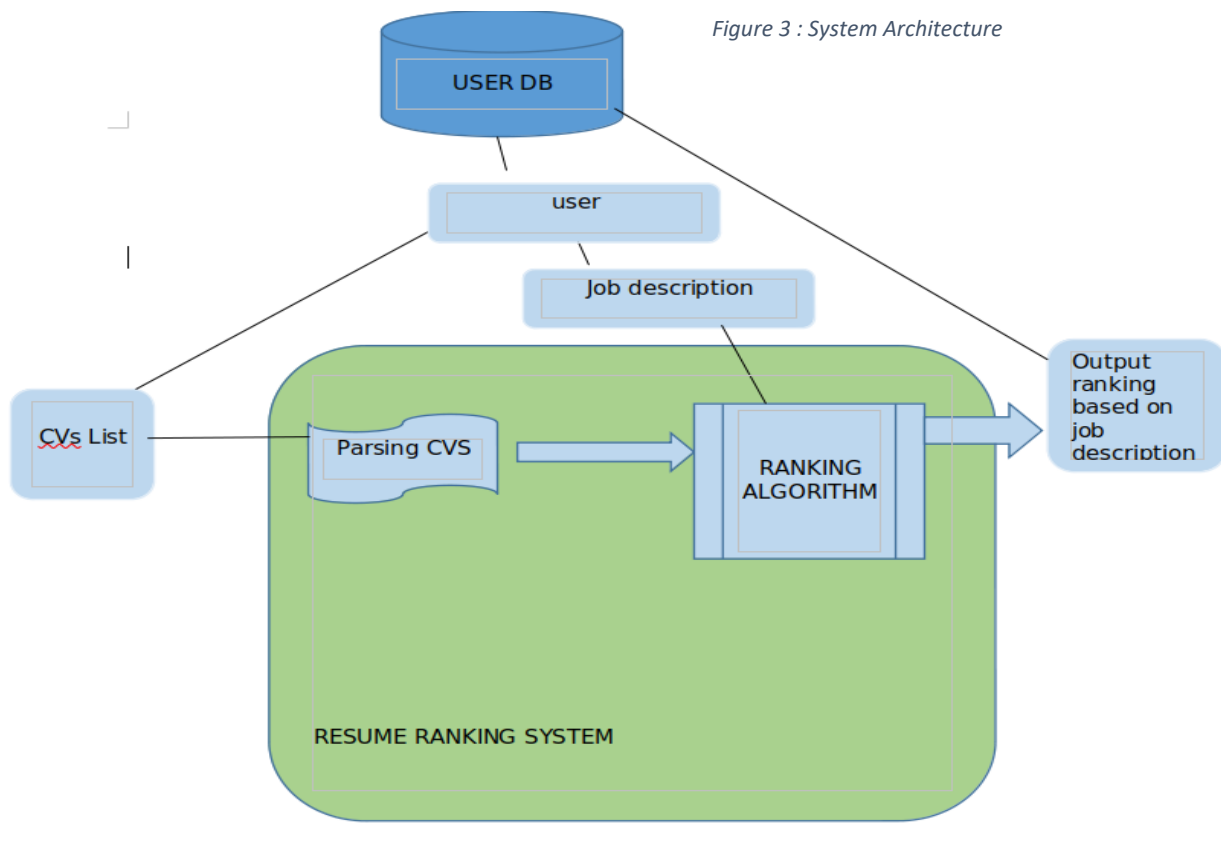 Figure 3 : System Architecture
USER DB
user
Job description
CVs List
Parsing CVS
RANKING
ALGORITHM
Output
ranking
based on
job
description
RESUME RANKING SYSTEM